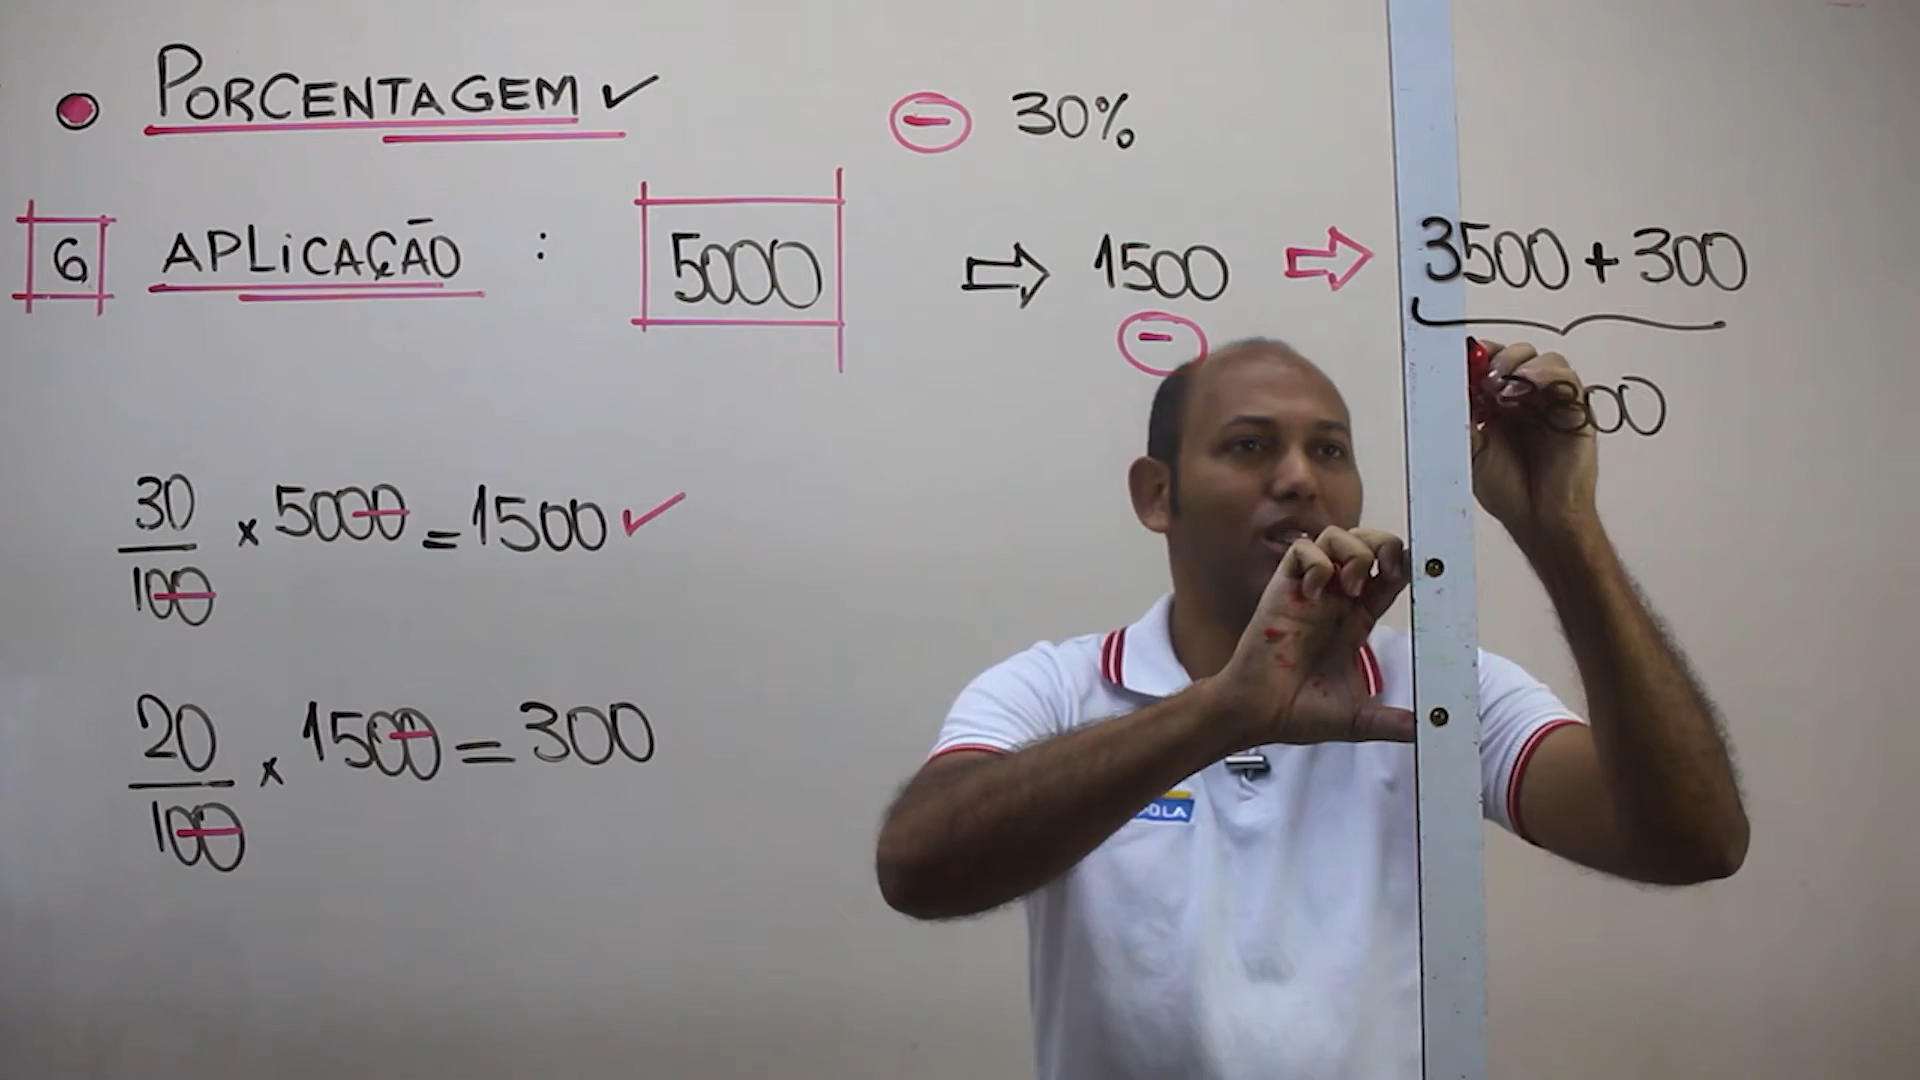 PORCENTAGEM ✓
- 30%
6 APLICAÇÃO : 5000 ⇨ 1500 ⇨ 3500 + 300
-
3800
30/100 × 5000 = 1500 ✓
20/100 × 1500 = 300